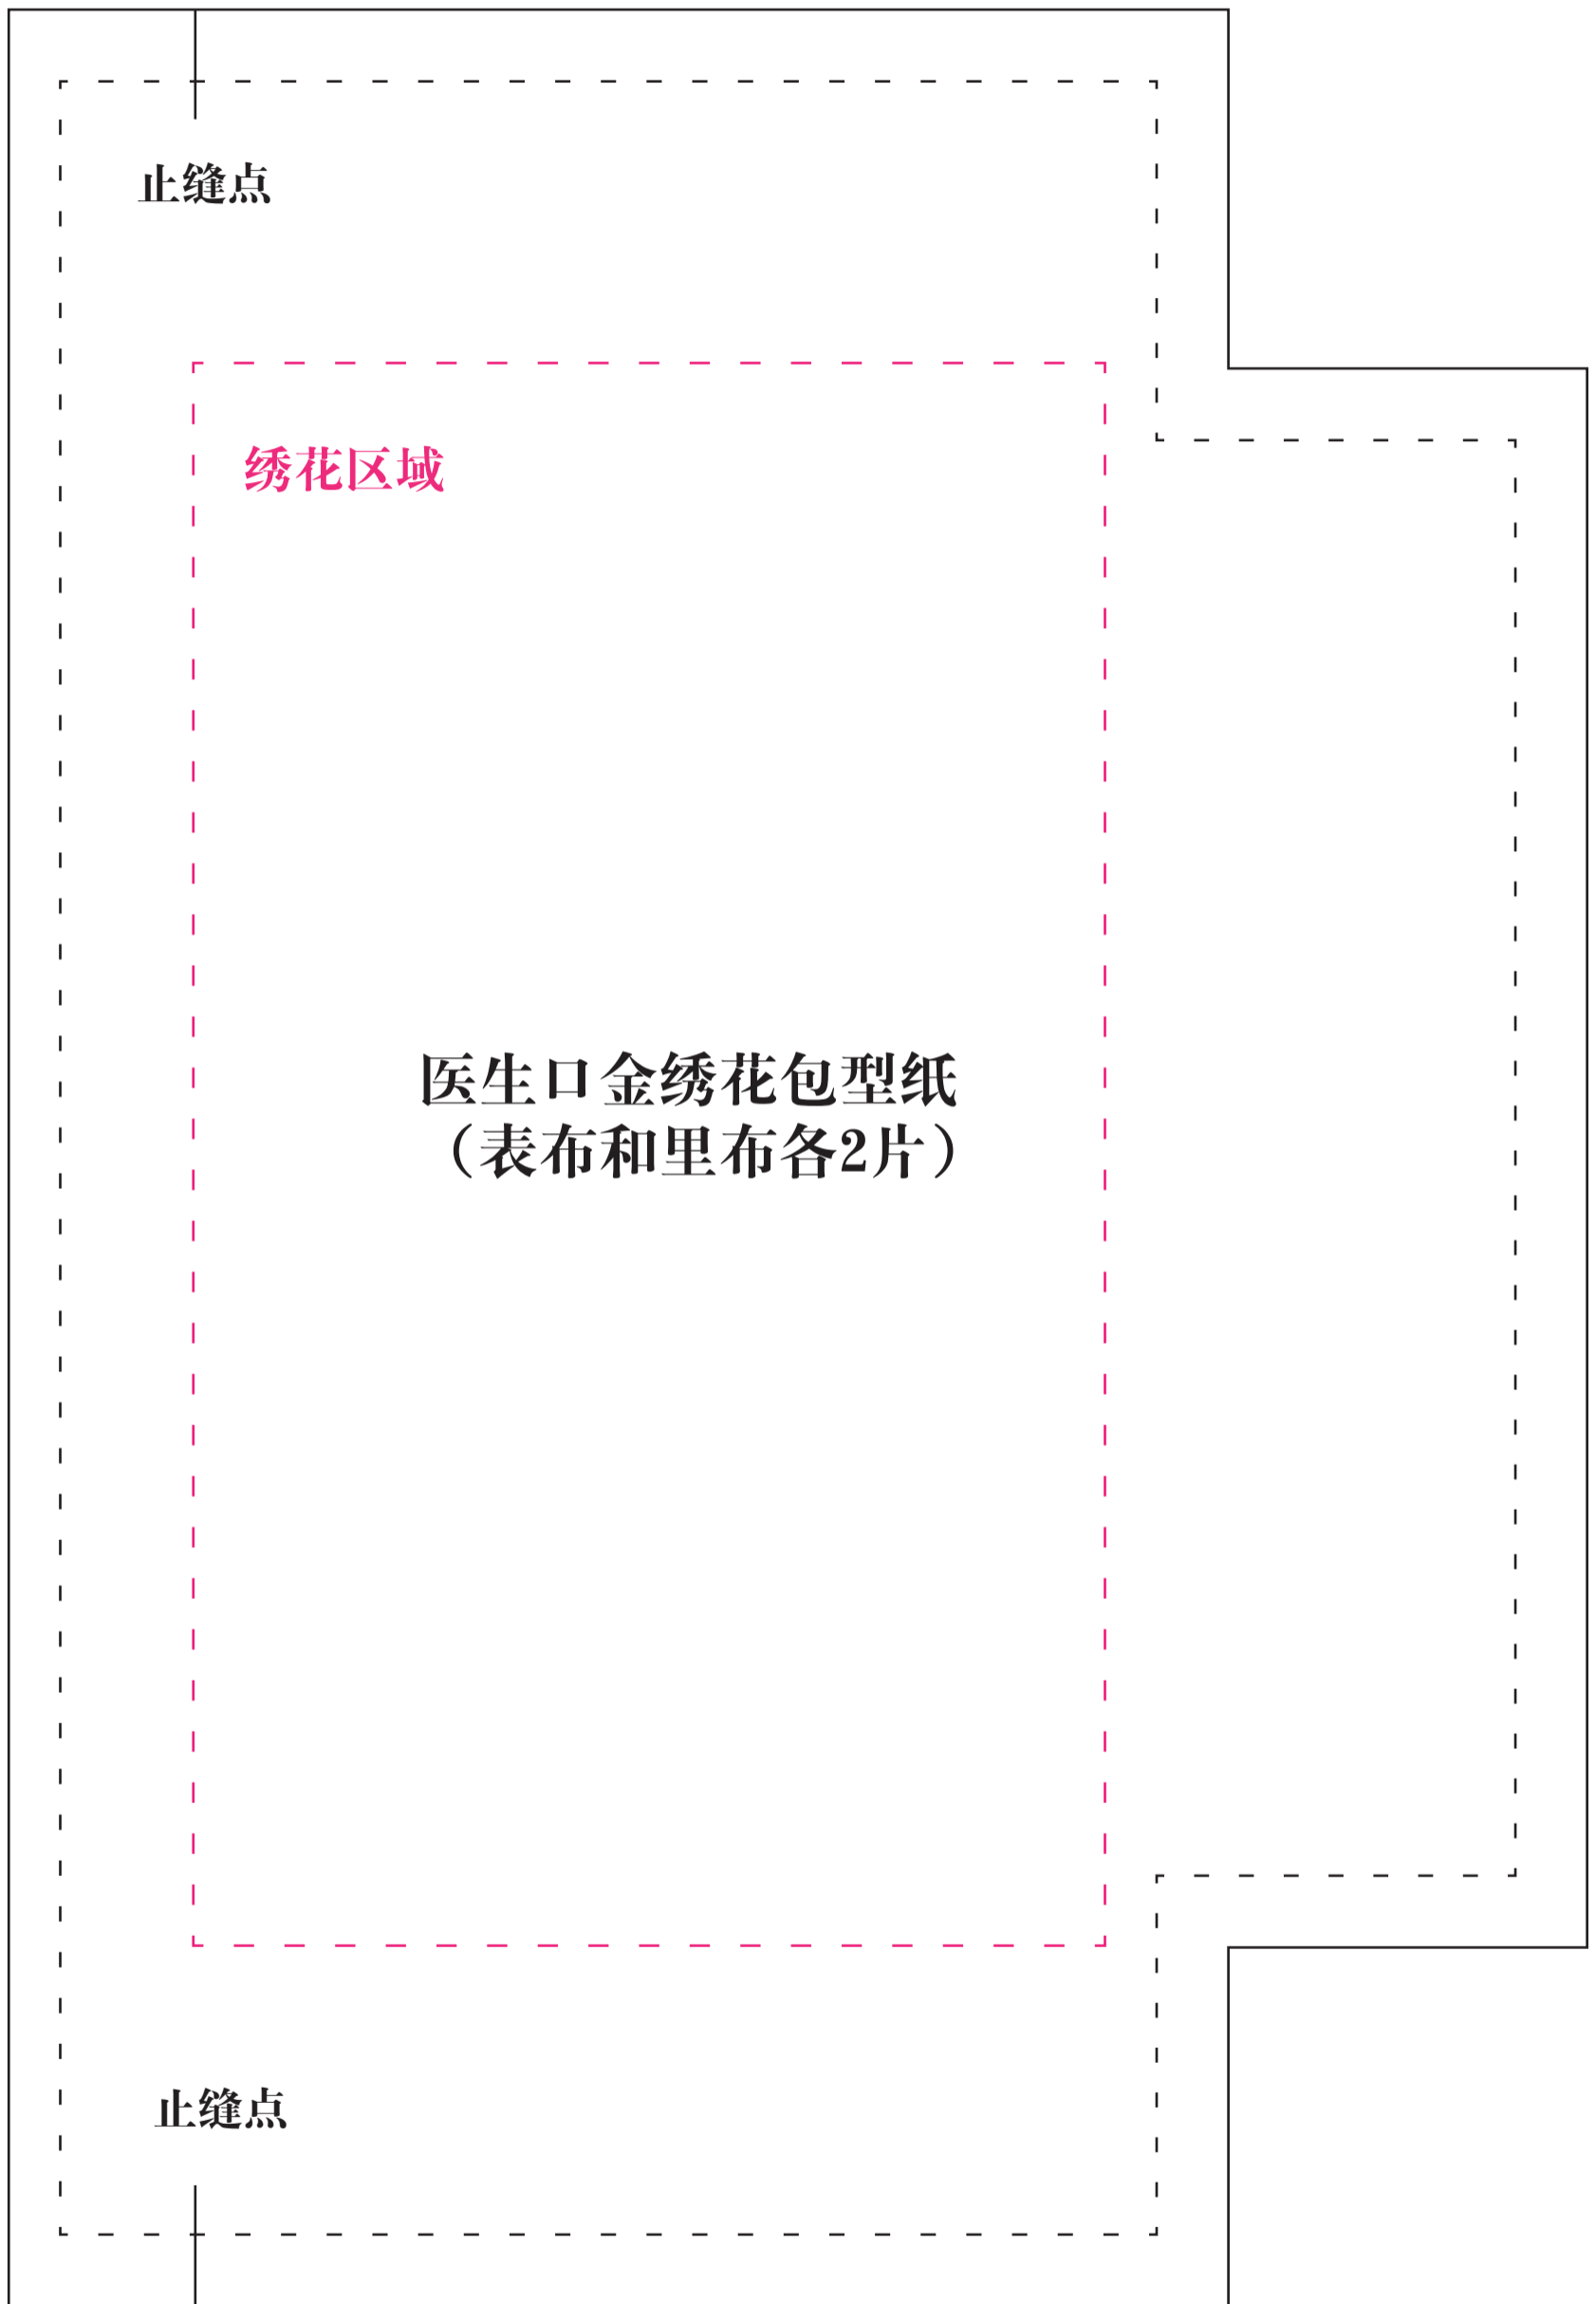 止缝点
绣花区域
医生口金绣花包型纸
（表布和里布各2片）
止缝点